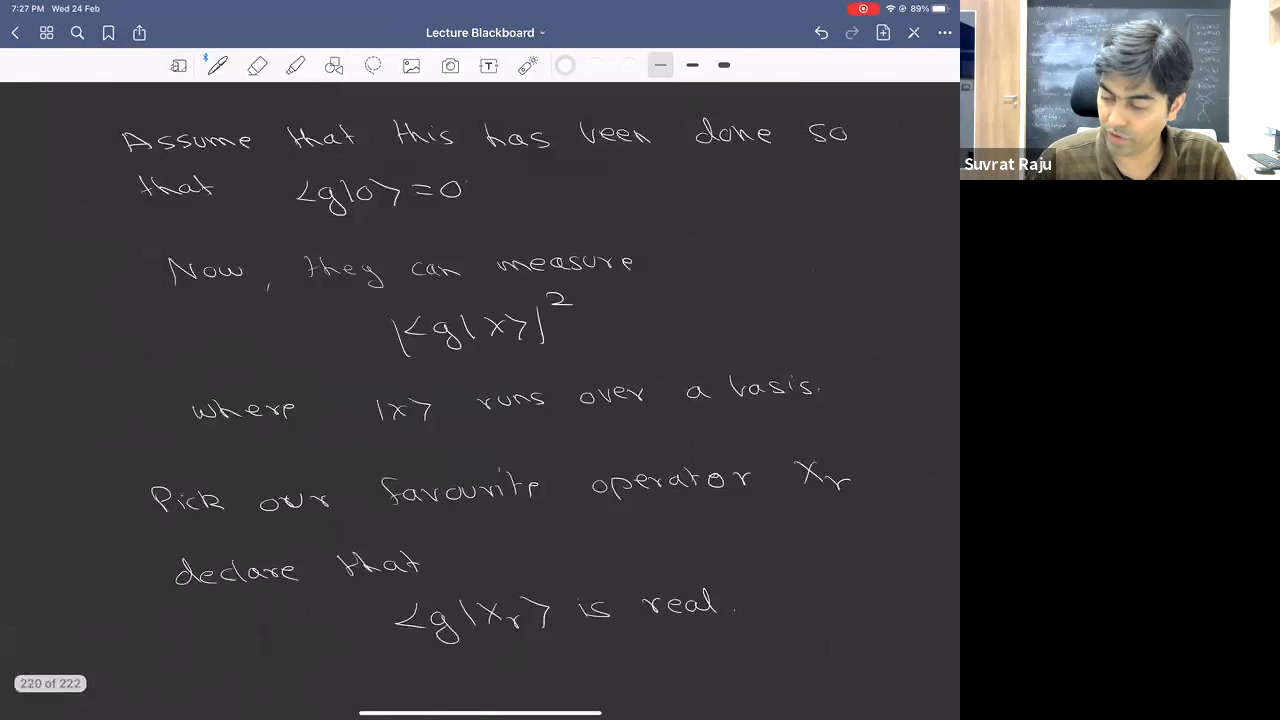 7:27 PM Wed 24 Feb
89%
Lecture Blackboard
Assume that this has been done so
that <g|0> = 0
Now, they can measure
|<g|x>|²
where |x> runs over a basis.
Pick our favourite operator Xr
declare that
<g|Xr> is real.
220 of 222
Suvrat Raju